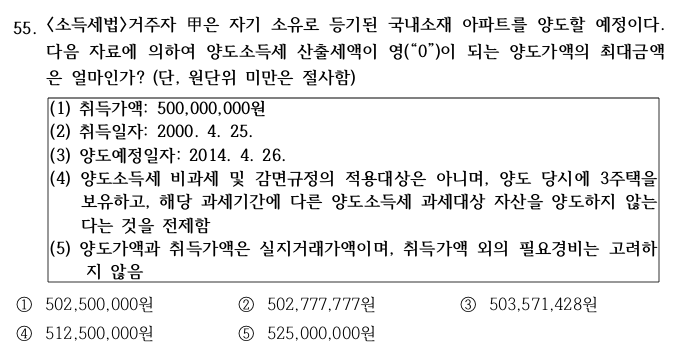 55. 〈소득세법〉거주자 甲은 자기 소유로 등기된 국내소재 아파트를 양도할 예정이다.
다음 자료에 의하여 양도소득세 산출세액이 영(“0”)이 되는 양도가액의 최대금액
은 얼마인가? (단, 원단위 미만은 절사함)
(1) 취득가액: 500,000,000원
(2) 취득일자: 2000. 4. 25.
(3) 양도예정일자: 2014. 4. 26.
(4) 양도소득세 비과세 및 감면규정의 적용대상은 아니며, 양도 당시에 3주택을
보유하고, 해당 과세기간에 다른 양도소득세 과세대상 자산을 양도하지 않는
다는 것을 전제함
(5) 양도가액과 취득가액은 실지거래가액이며, 취득가액 외의 필요경비는 고려하
지 않음
① 502,500,000원 ② 502,777,777원 ③ 503,571,428원
④ 512,500,000원 ⑤ 525,000,000원